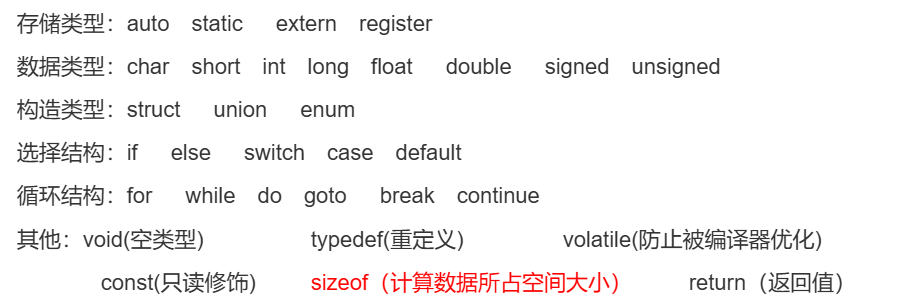 存储类型：auto static extern register
数据类型：char short int long float double signed unsigned
构造类型：struct union enum
选择结构：if else switch case default
循环结构：for while do goto break continue
其他：void(空类型) typedef(重定义) volatile(防止被编译器优化)
const(只读修饰) sizeof（计算数据所占空间大小） return（返回值）